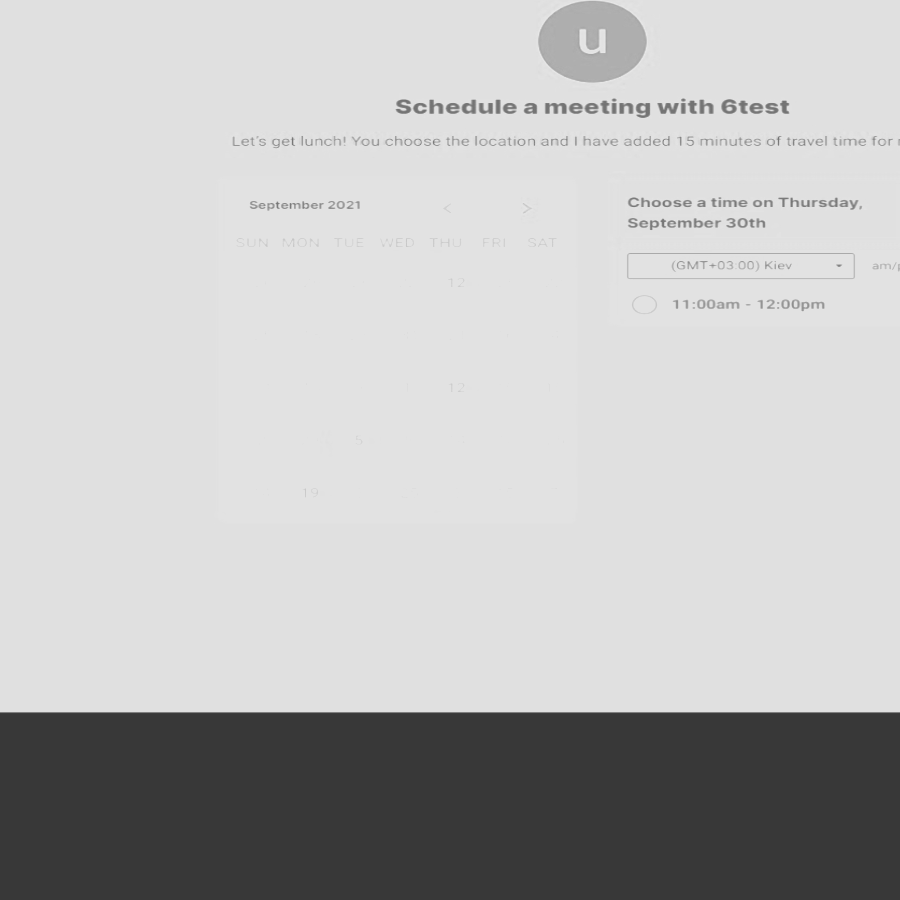 u
Schedule a meeting with 6test
Let's get lunch! You choose the location and I have added 15 minutes of travel time for
September 2021 < >
SUN MON TUE WED THU FRI SAT
12
12
5
19
Choose a time on Thursday,
September 30th
(GMT+03:00) Kiev am/
11:00am - 12:00pm